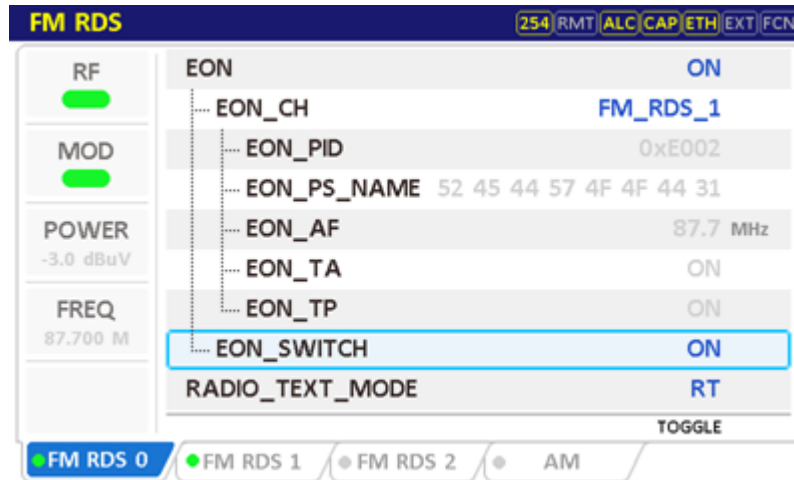 FM RDS 254 RMT ALC CAP ETH EXT FCN
RF
MOD
POWER
-3.0 dBuV
FREQ
87.700 M
EON ON
EON_CH FM_RDS_1
EON_PID 0xE002
EON_PS_NAME 52 45 44 57 4F 4F 44 31
EON_AF 87.7 MHz
EON_TA ON
EON_TP ON
EON_SWITCH ON
RADIO_TEXT_MODE RT
TOGGLE
FM RDS 0 FM RDS 1 FM RDS 2 AM